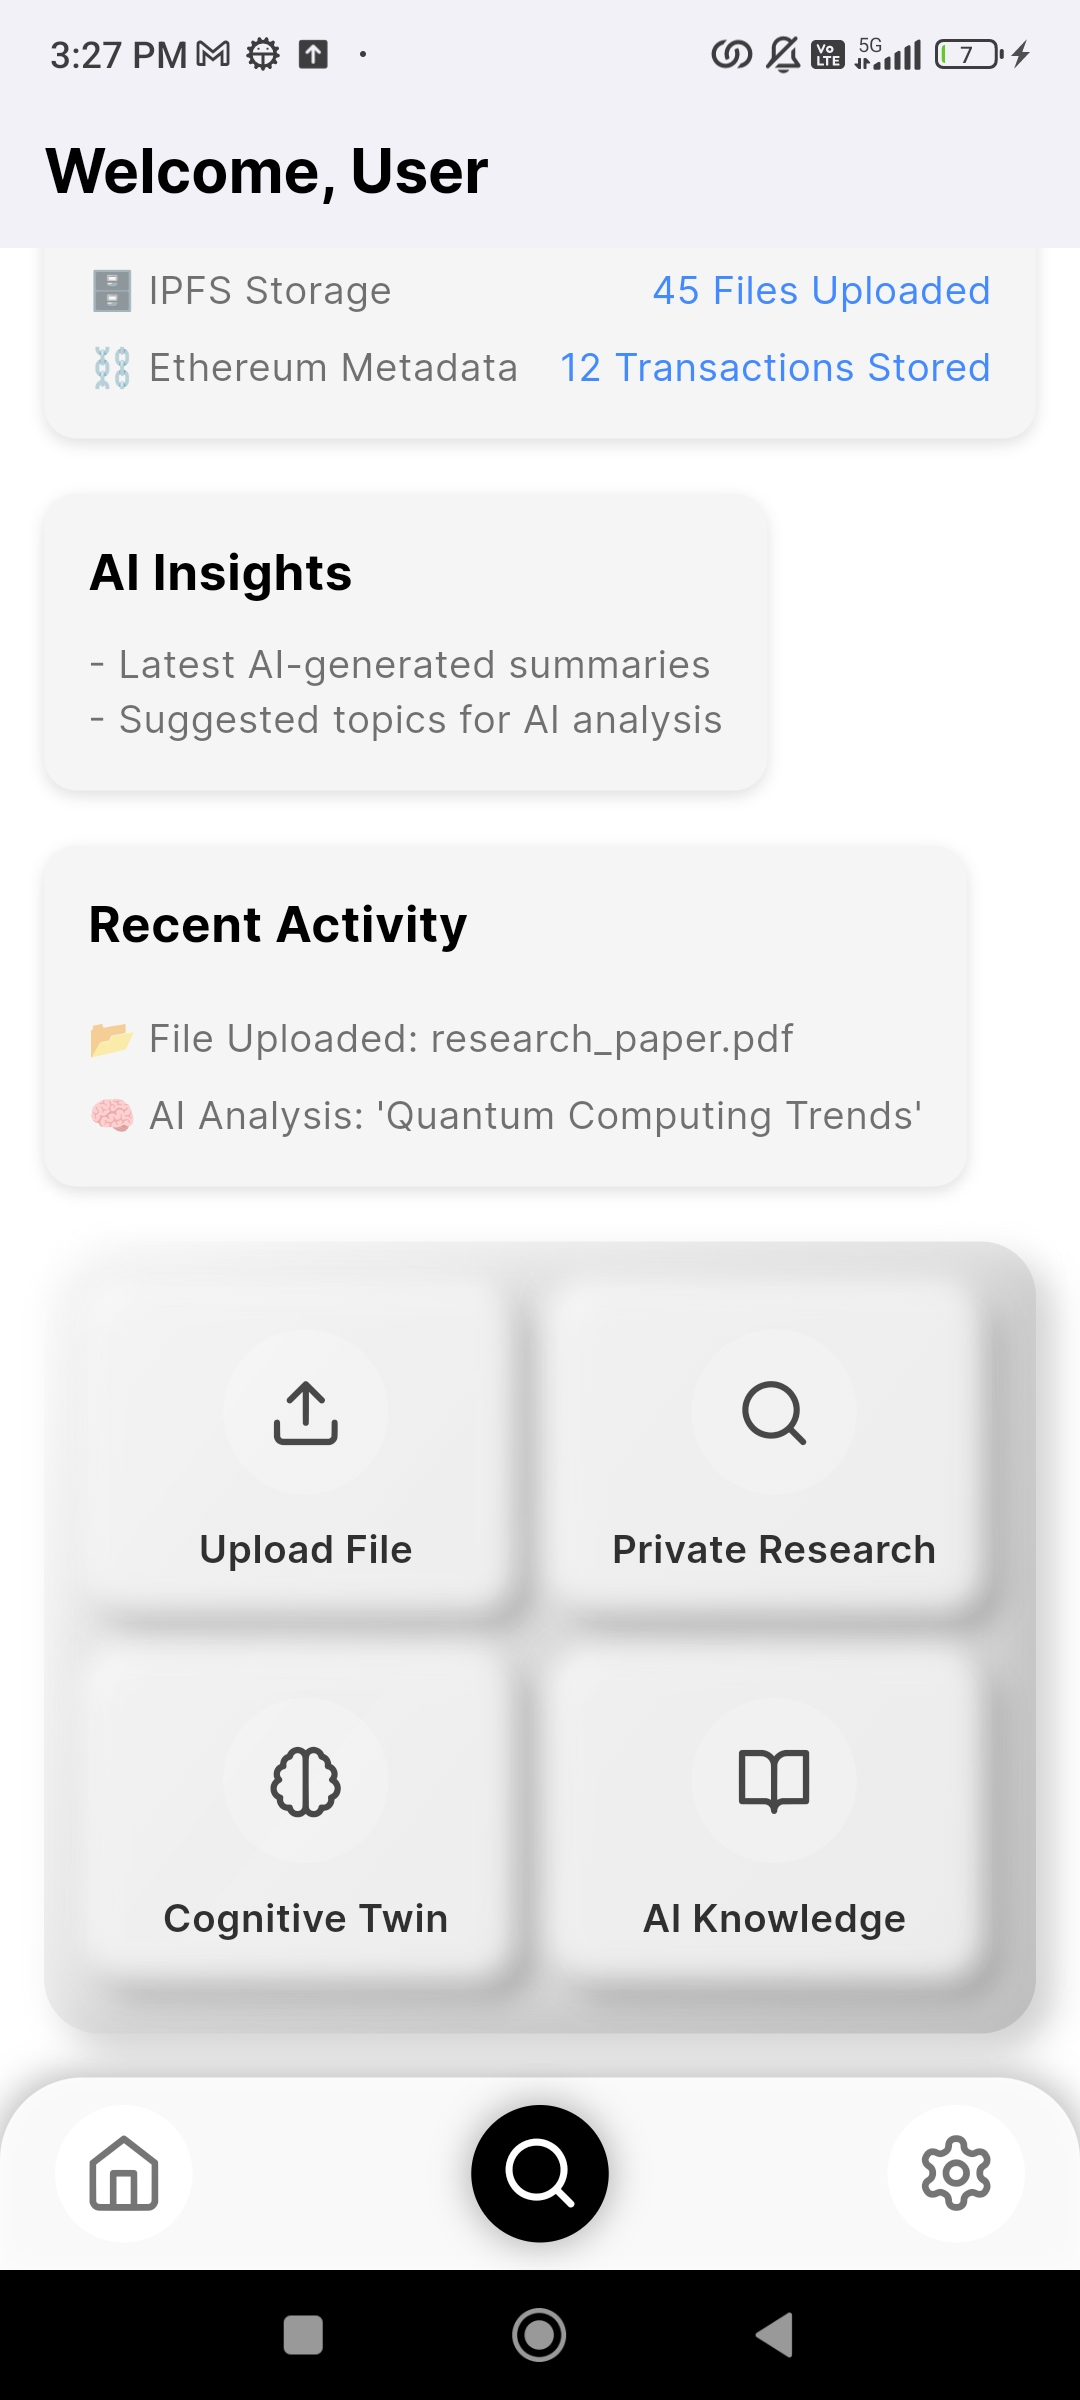 3:27 PM
Vo LTE
5G
7
Welcome, User
IPFS Storage 45 Files Uploaded
Ethereum Metadata 12 Transactions Stored
AI Insights
- Latest AI-generated summaries
- Suggested topics for AI analysis
Recent Activity
File Uploaded: research_paper.pdf
AI Analysis: 'Quantum Computing Trends'
Upload File
Private Research
Cognitive Twin
AI Knowledge